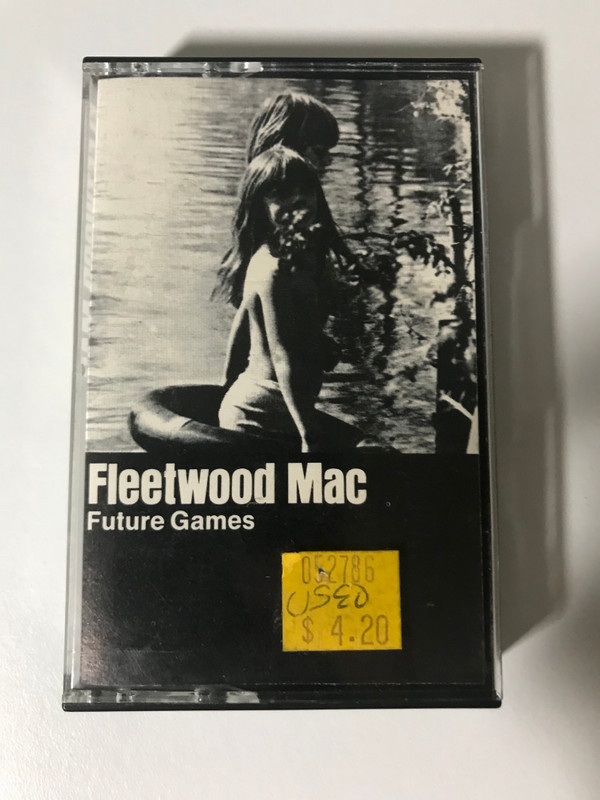 Fleetwood Mac
Future Games
052786
USED
$ 4.20